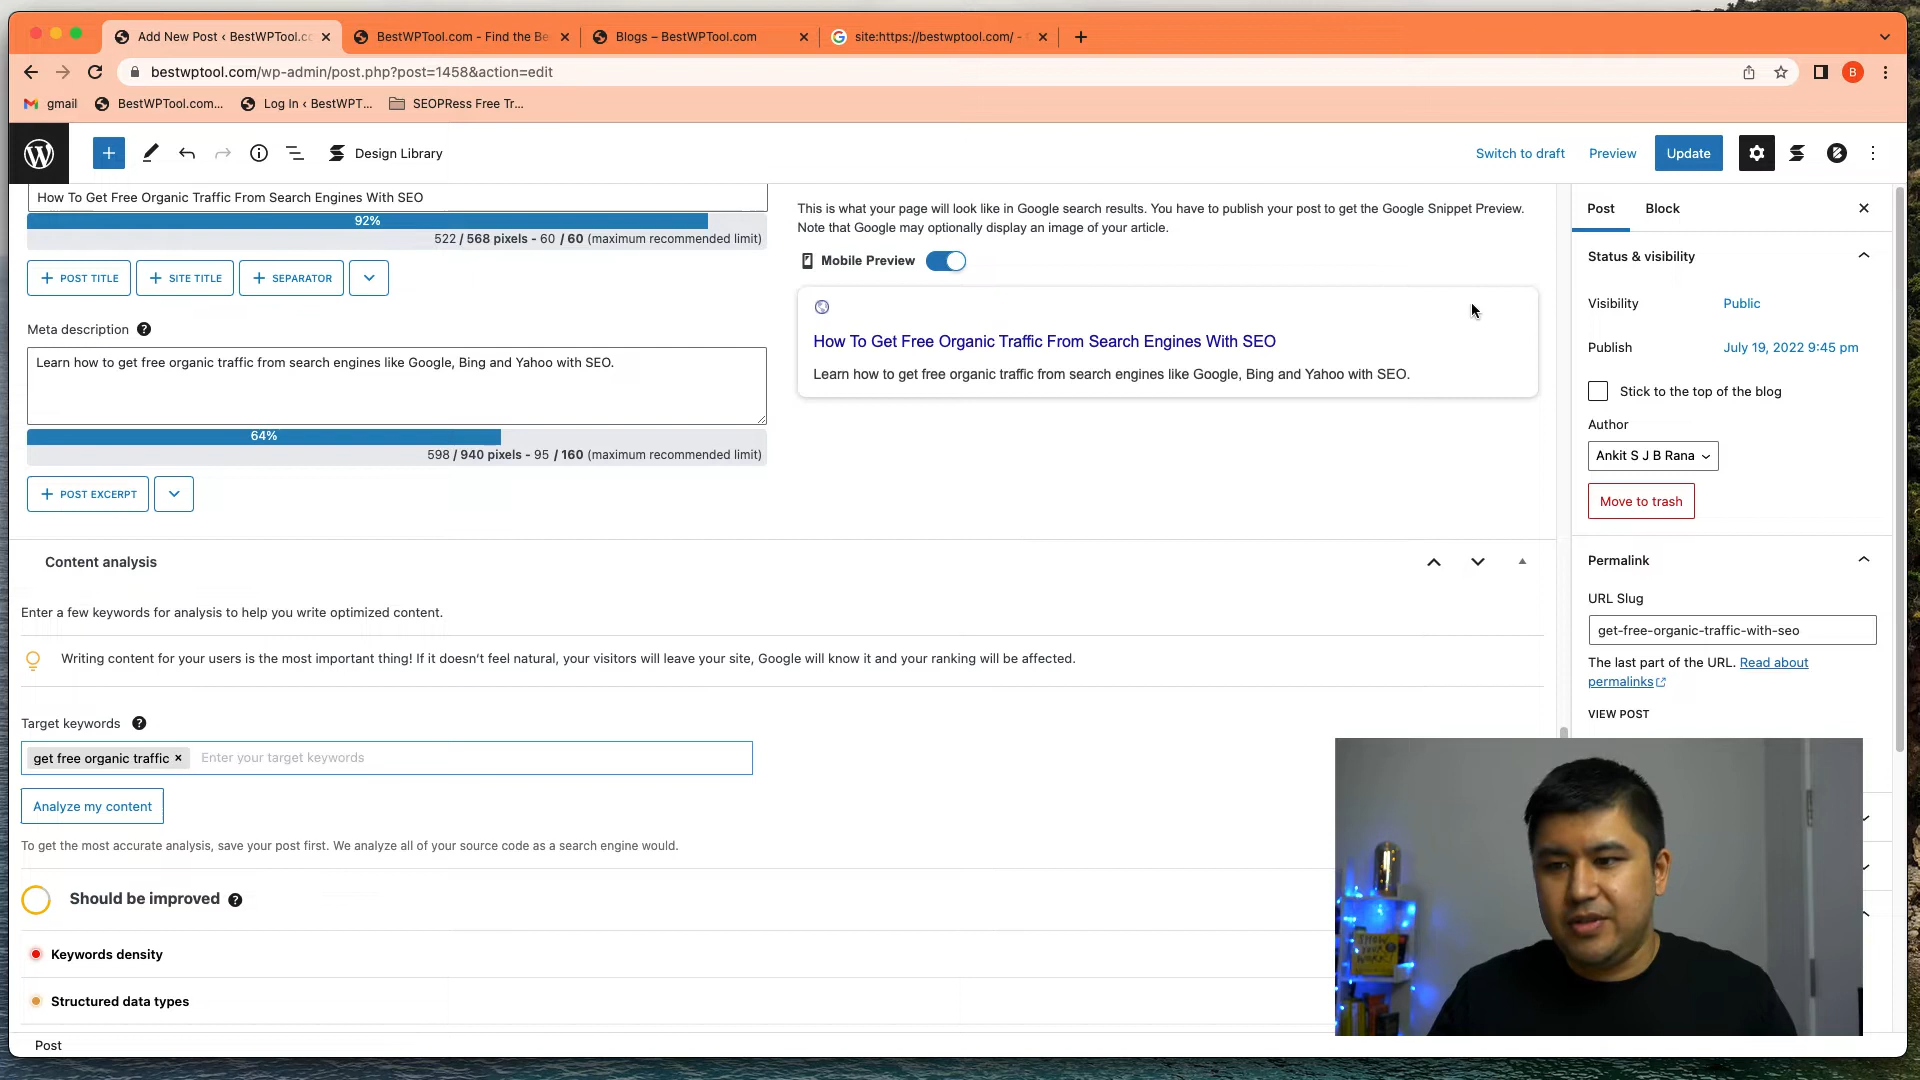 Add New Post ‹ BestWPTool.c
BestWPTool.com - Find the Be
Blogs – BestWPTool.com
site:https://bestwptool.com/ -
bestwptool.com/wp-admin/post.php?post=1458&action=edit
B
gmail
BestWPTool.com...
Log In ‹ BestWPT...
SEOPRess Free Tr...
Design Library
Switch to draft
Preview
Update
How To Get Free Organic Traffic From Search Engines With SEO
92%
522 / 568 pixels - 60 / 60 (maximum recommended limit)
+ POST TITLE
+ SITE TITLE
+ SEPARATOR
Meta description ?
Learn how to get free organic traffic from search engines like Google, Bing and Yahoo with SEO.
64%
598 / 940 pixels - 95 / 160 (maximum recommended limit)
+ POST EXCERPT
This is what your page will look like in Google search results. You have to publish your post to get the Google Snippet Preview.
Note that Google may optionally display an image of your article.
Mobile Preview
How To Get Free Organic Traffic From Search Engines With SEO
Learn how to get free organic traffic from search engines like Google, Bing and Yahoo with SEO.
Content analysis
Enter a few keywords for analysis to help you write optimized content.
Writing content for your users is the most important thing! If it doesn't feel natural, your visitors will leave your site, Google will know it and your ranking will be affected.
Target keywords ?
get free organic traffic ×
Enter your target keywords
Analyze my content
To get the most accurate analysis, save your post first. We analyze all of your source code as a search engine would.
Should be improved ?
Keywords density
Structured data types
Post
Post
Block
Status & visibility
Visibility
Public
Publish
July 19, 2022 9:45 pm
Stick to the top of the blog
Author
Ankit S J B Rana
Move to trash
Permalink
URL Slug
get-free-organic-traffic-with-seo
The last part of the URL. Read about
permalinks
VIEW POST
SHOW
YOUR
WORK!